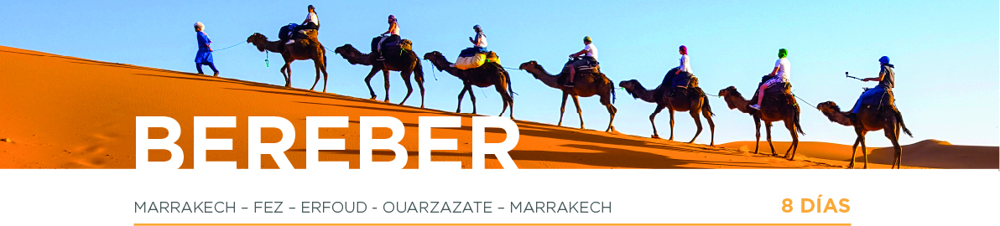 BEREBER
MARRAKECH – FEZ – ERFOUD - OUARZAZATE – MARRAKECH
8 DÍAS